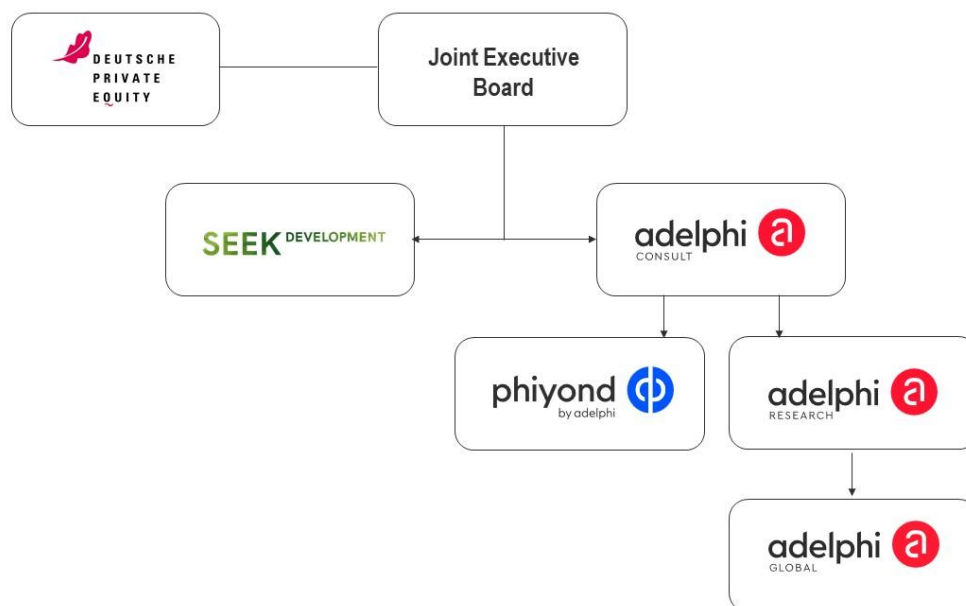 DEUTSCHE
PRIVATE
EQUITY
Joint Executive
Board
SEEK DEVELOPMENT
adelphi a
CONSULT
phiyond
by adelphi
adelphi a
RESEARCH
adelphi a
GLOBAL